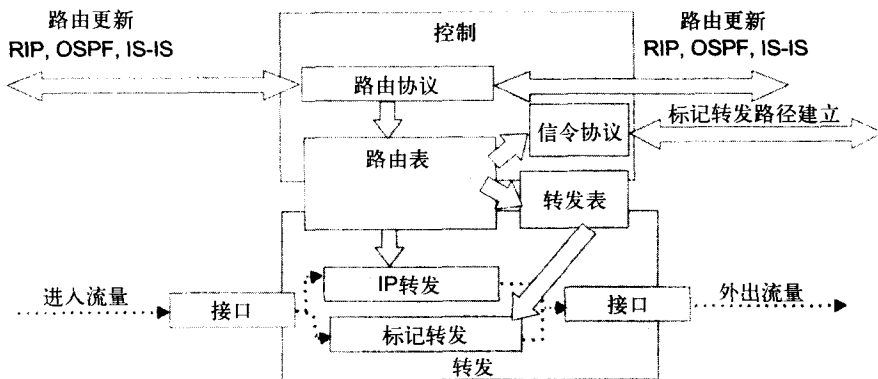 路由更新
RIP, OSPF, IS-IS
控制
路由更新
RIP, OSPF, IS-IS
路由协议
信令协议
标记转发路径建立
路由表
转发表
IP转发
进入流量
接口
标记转发
接口
外出流量
转发